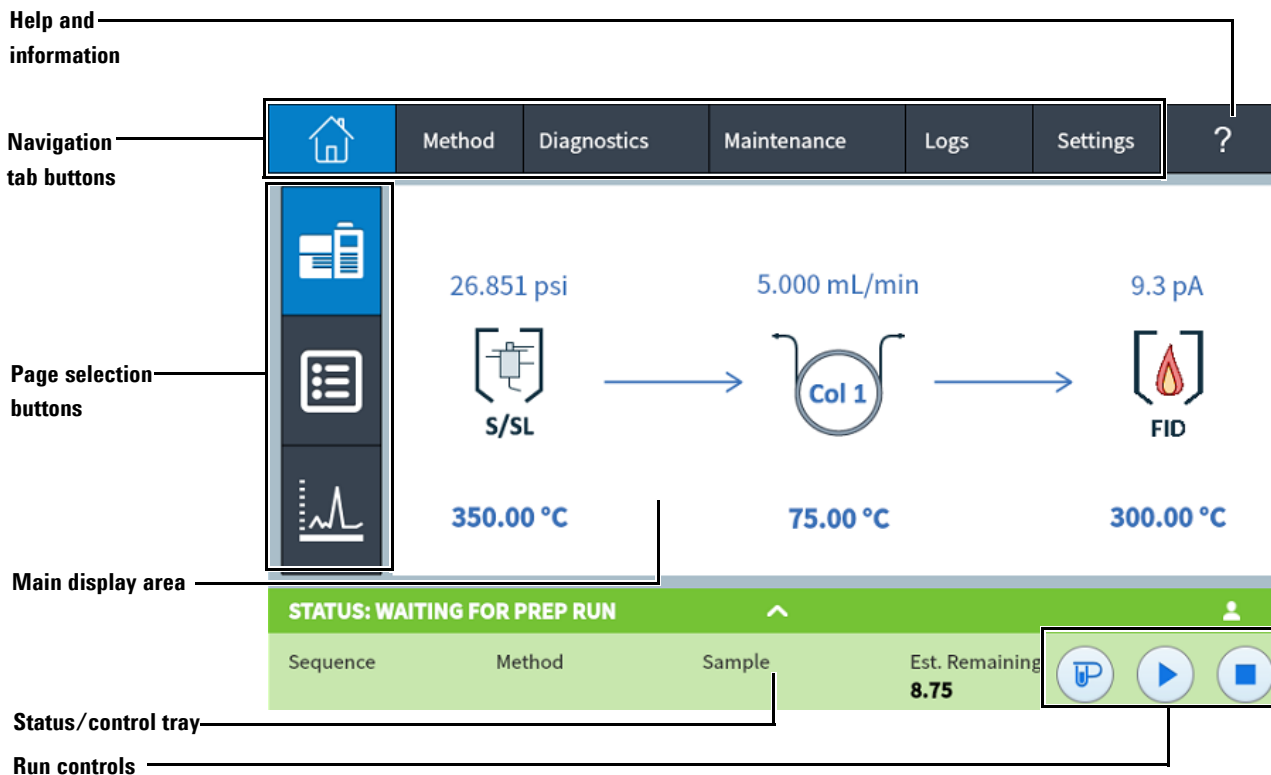 Help and
information
Navigation
tab buttons
Method Diagnostics Maintenance Logs Settings ?
Page selection
buttons
26.851 psi 5.000 mL/min 9.3 pA
Col 1
S/SL FID
350.00 °C 75.00 °C 300.00 °C
Main display area
STATUS: WAITING FOR PREP RUN
Sequence Method Sample Est. Remaining
8.75
Status/control tray
Run controls